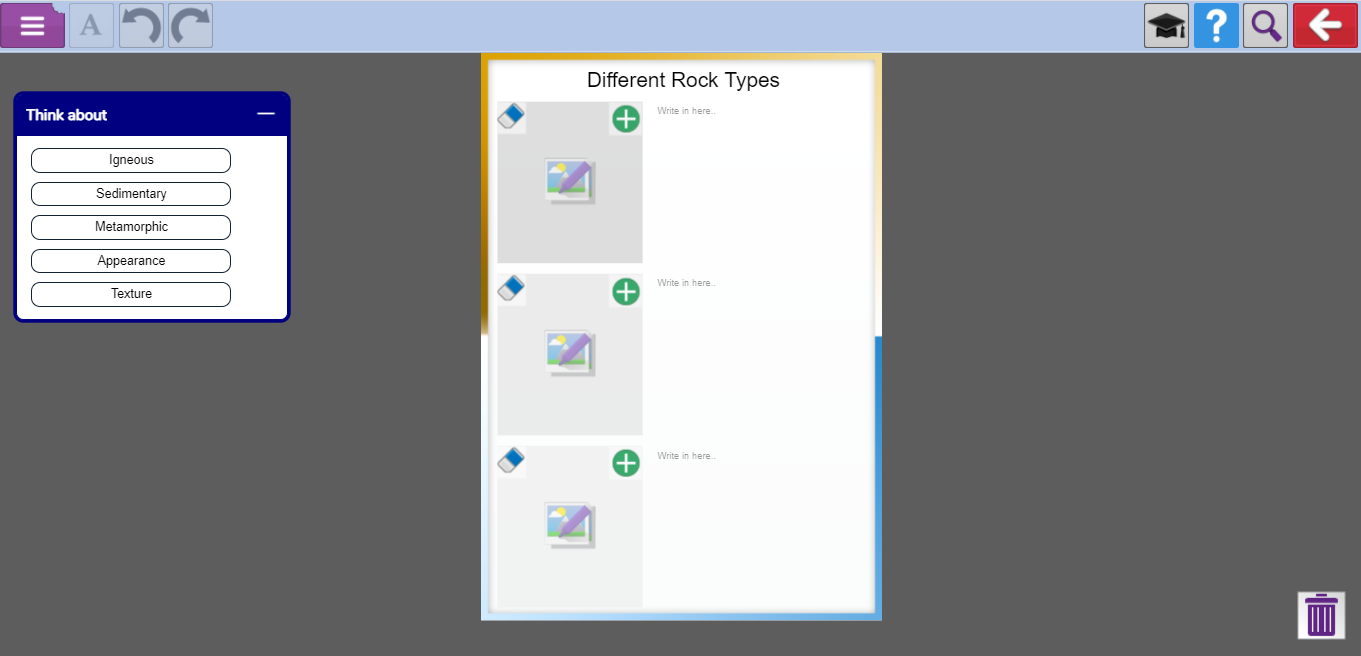 A
?
Think about
Igneous
Sedimentary
Metamorphic
Appearance
Texture
Different Rock Types
Write in here..
Write in here..
Write in here..